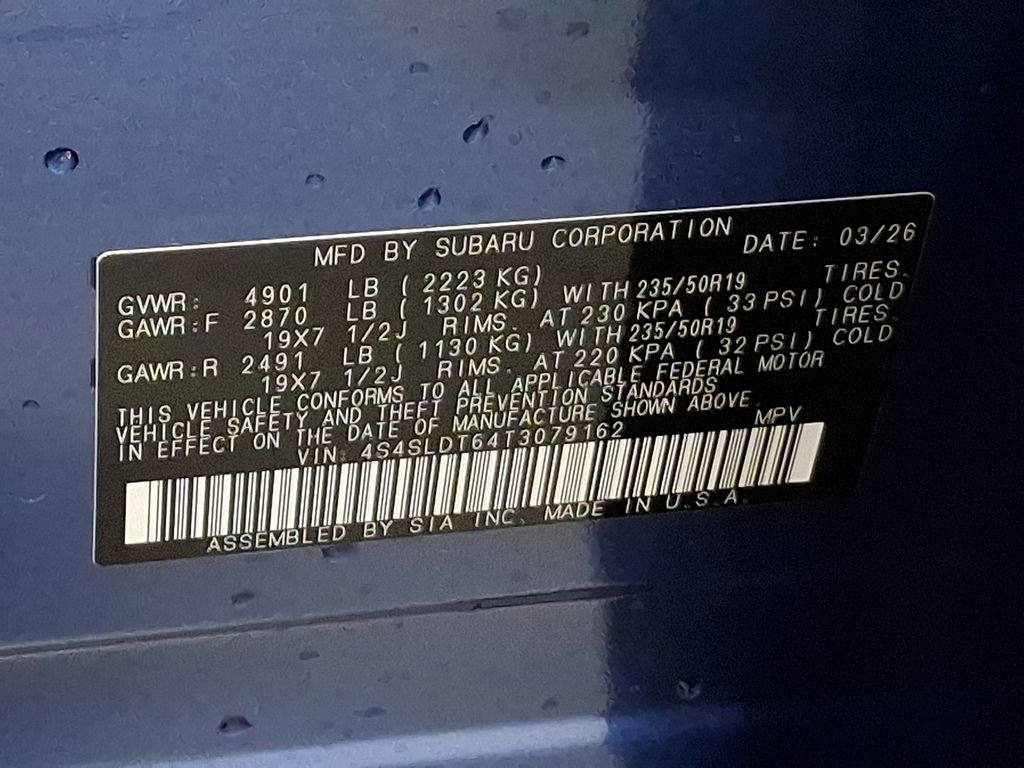 MFD BY SUBARU CORPORATION DATE: 03/26
GVWR: 4901 LB ( 2223 KG)
GAWR:F 2870 LB ( 1302 KG) WITH 235/50R19 TIRES.
19X7 1/2J RIMS. AT 230 KPA ( 33 PSI) COLD
GAWR:R 2491 LB ( 1130 KG) WITH 235/50R19 TIRES.
19X7 1/2J RIMS. AT 220 KPA ( 32 PSI) COLD
THIS VEHICLE CONFORMS TO ALL APPLICABLE FEDERAL MOTOR
VEHICLE SAFETY AND THEFT PREVENTION STANDARDS
IN EFFECT ON THE DATE OF MANUFACTURE SHOWN ABOVE.
VIN: 4S4SLDT64T3079162 MPV
ASSEMBLED BY SIA INC. MADE IN U.S.A.